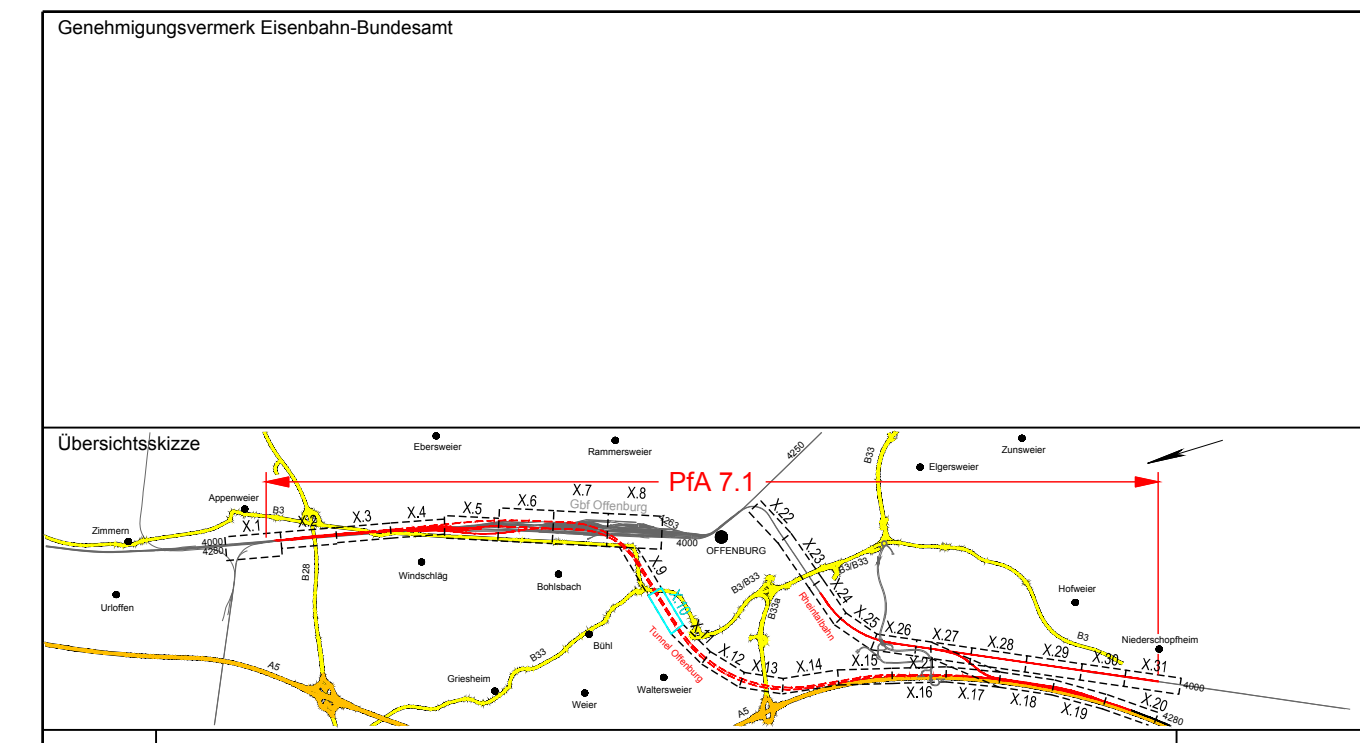 Genehmigungsvermerk Eisenbahn-Bundesamt
Übersichtsskizze
Ebersweier
Rammersweier
4250
B33
Zunsweier
Elgersweier
PfA 7.1
Appenweier
B3
Zimmern
X.1
X.2
X.3
X.4
X.5
X.6
X.7
X.8
Gbf Offenburg
4263
4000
4280
4000
OFFENBURG
X.22
X.23
X.24
X.25
X.26
X.27
X.28
X.29
X.30
X.31
Windschläg
Bohlsbach
B28
Urloffen
X.9
X.10
X.11
X.12
X.13
X.14
X.15
X.21
X.16
X.17
X.18
X.19
X.20
B3/B33
B3/B33
B33a
Rheintalbahn
Tunnel Offenburg
Hofweier
B3
Niederschopfheim
4000
4280
Bühl
B33
Griesheim
Weier
Waltersweier
A5
A5